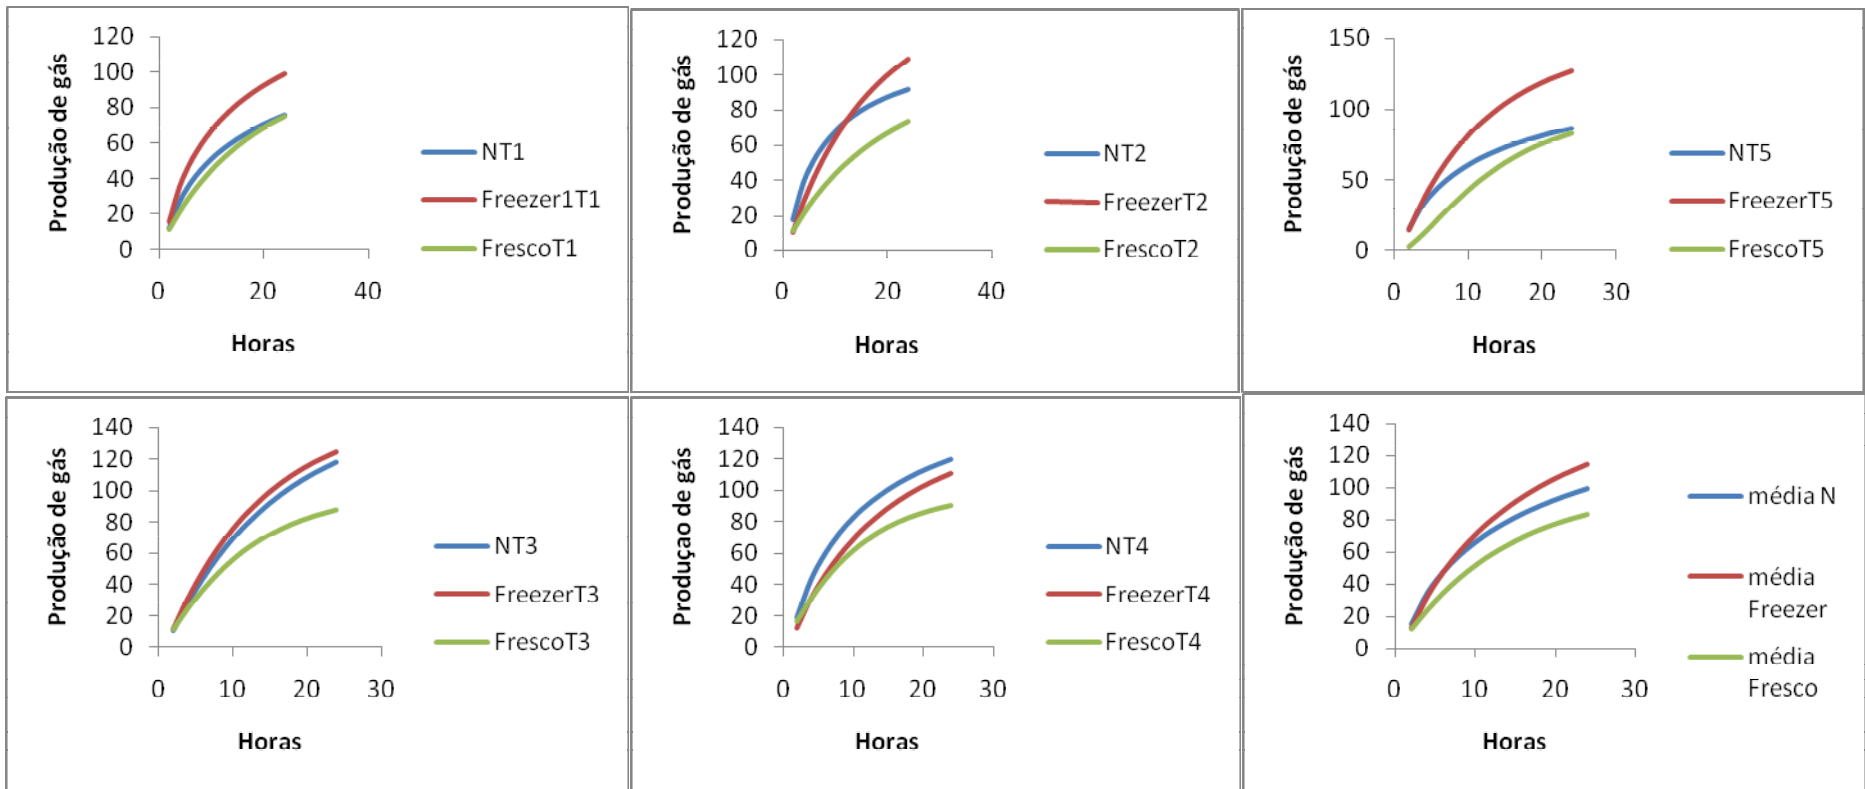 Produção de gás
120
100
80
60
40
20
0
0 20 40
Horas
NT1
Freezer1T1
FrescoT1
Produção de gás
120
100
80
60
40
20
0
0 20 40
Horas
NT2
FreezerT2
FrescoT2
Produção de gás
150
100
50
0
0 10 20 30
Horas
NT5
FreezerT5
FrescoT5
Produção de gás
140
120
100
80
60
40
20
0
0 10 20 30
Horas
NT3
FreezerT3
FrescoT3
Produção de gás
140
120
100
80
60
40
20
0
0 10 20 30
Horas
NT4
FreezerT4
FrescoT4
Produção de gás
140
120
100
80
60
40
20
0
0 10 20 30
Horas
média N
média
Freezer
média
Fresco